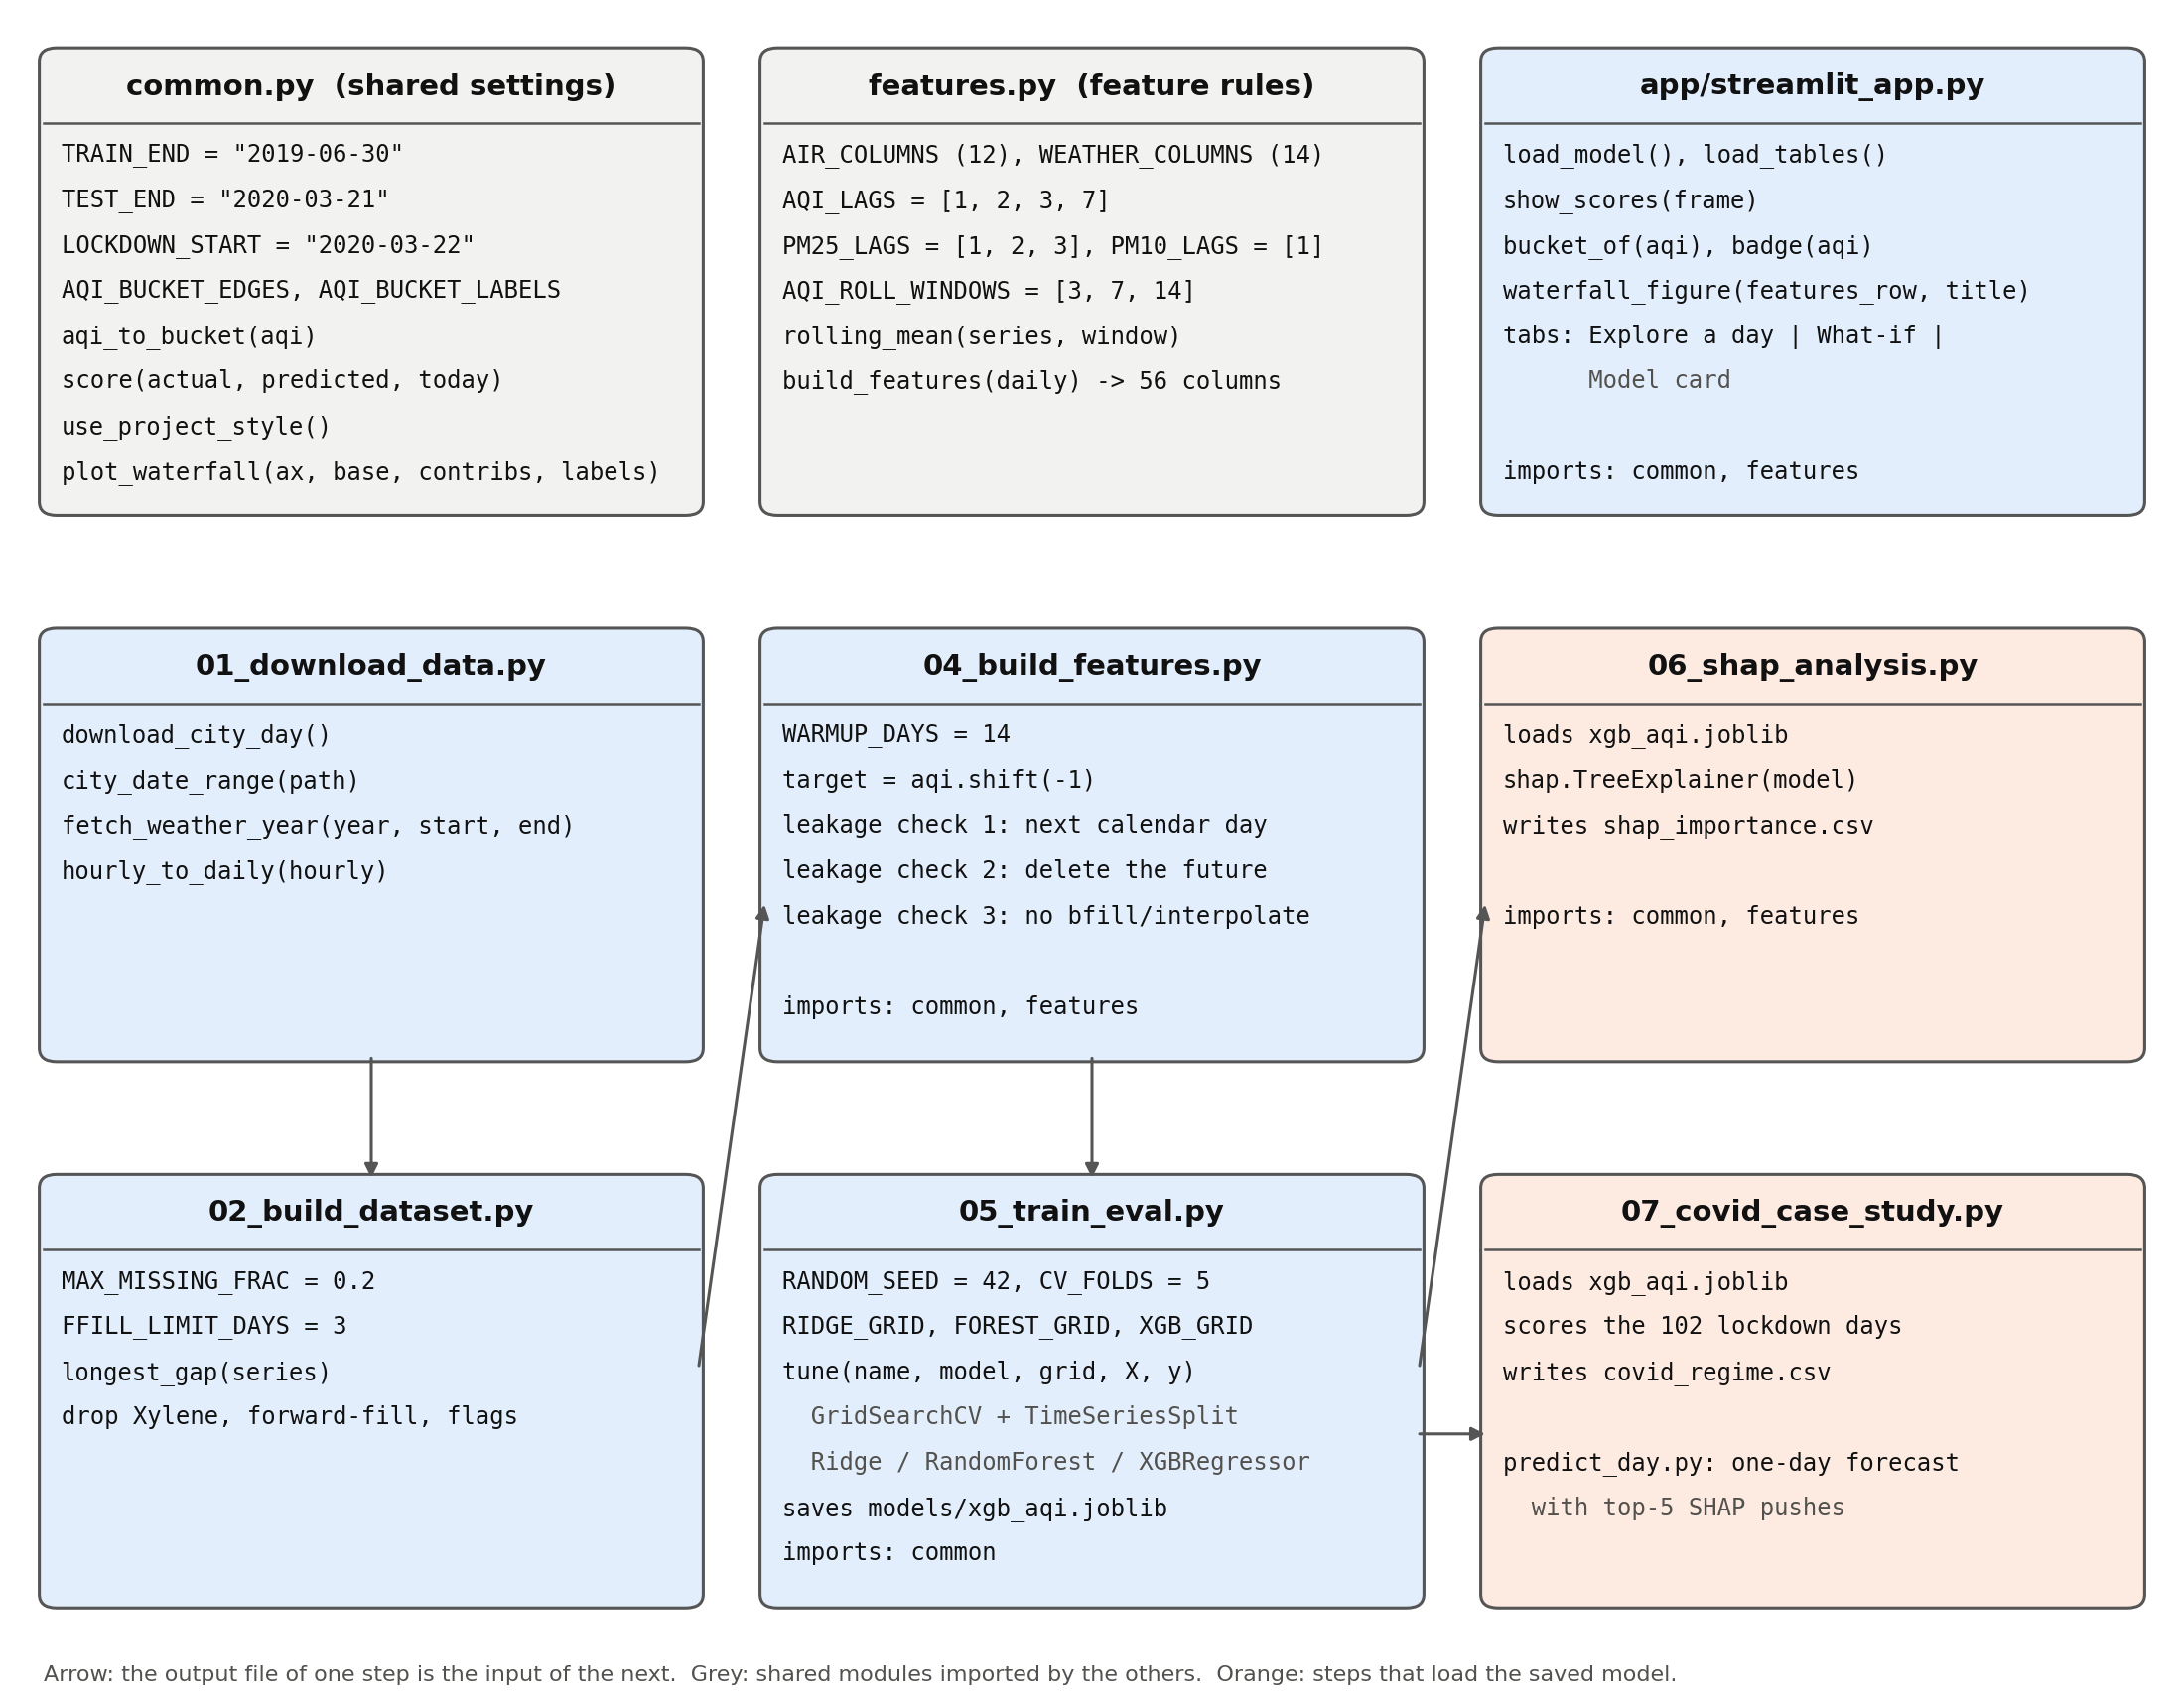 common.py  (shared settings)
TRAIN_END = "2019-06-30"
TEST_END = "2020-03-21"
LOCKDOWN_START = "2020-03-22"
AQI_BUCKET_EDGES, AQI_BUCKET_LABELS
aqi_to_bucket(aqi)
score(actual, predicted, today)
use_project_style()
plot_waterfall(ax, base, contribs, labels)
features.py  (feature rules)
AIR_COLUMNS (12), WEATHER_COLUMNS (14)
AQI_LAGS = [1, 2, 3, 7]
PM25_LAGS = [1, 2, 3], PM10_LAGS = [1]
AQI_ROLL_WINDOWS = [3, 7, 14]
rolling_mean(series, window)
build_features(daily) -> 56 columns
app/streamlit_app.py
load_model(), load_tables()
show_scores(frame)
bucket_of(aqi), badge(aqi)
waterfall_figure(features_row, title)
tabs: Explore a day | What-if |
Model card
imports: common, features
01_download_data.py
download_city_day()
city_date_range(path)
fetch_weather_year(year, start, end)
hourly_to_daily(hourly)
04_build_features.py
WARMUP_DAYS = 14
target = aqi.shift(-1)
leakage check 1: next calendar day
leakage check 2: delete the future
leakage check 3: no bfill/interpolate
imports: common, features
06_shap_analysis.py
loads xgb_aqi.joblib
shap.TreeExplainer(model)
writes shap_importance.csv
imports: common, features
02_build_dataset.py
MAX_MISSING_FRAC = 0.2
FFILL_LIMIT_DAYS = 3
longest_gap(series)
drop Xylene, forward-fill, flags
05_train_eval.py
RANDOM_SEED = 42, CV_FOLDS = 5
RIDGE_GRID, FOREST_GRID, XGB_GRID
tune(name, model, grid, X, y)
GridSearchCV + TimeSeriesSplit
Ridge / RandomForest / XGBRegressor
saves models/xgb_aqi.joblib
imports: common
07_covid_case_study.py
loads xgb_aqi.joblib
scores the 102 lockdown days
writes covid_regime.csv
predict_day.py: one-day forecast
with top-5 SHAP pushes
Arrow: the output file of one step is the input of the next.  Grey: shared modules imported by the others.  Orange: steps that load the saved model.